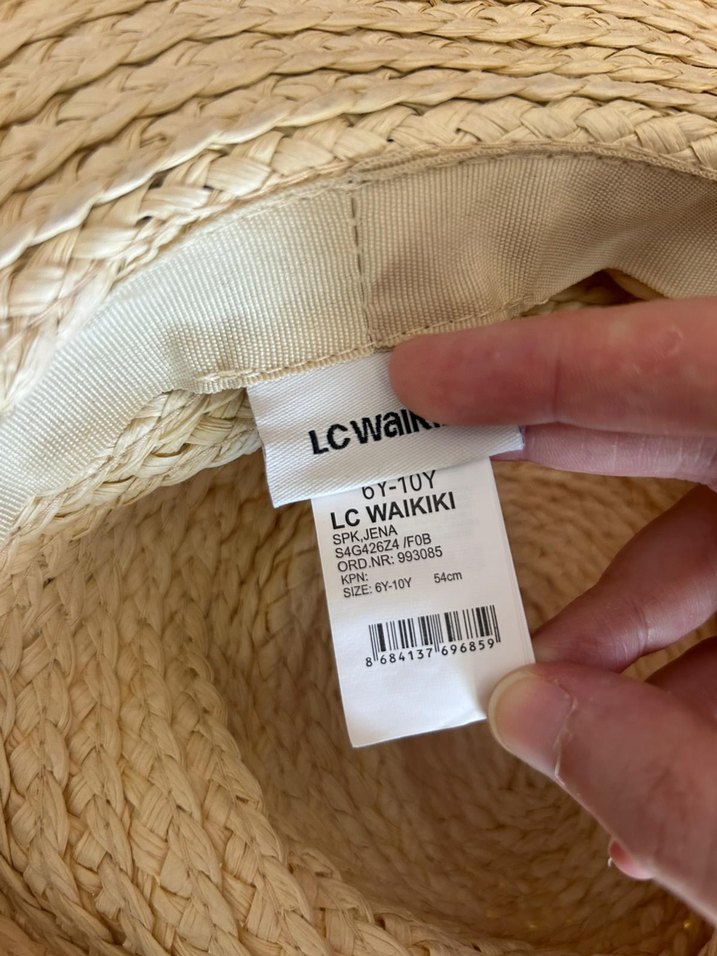 LCWAIKI
6Y-10Y
LC WAIKIKI
SPK,JENA
S4G426Z4 /F0B
ORD.NR: 993085
KPN:
SIZE: 6Y-10Y 54cm
8 684137 696859